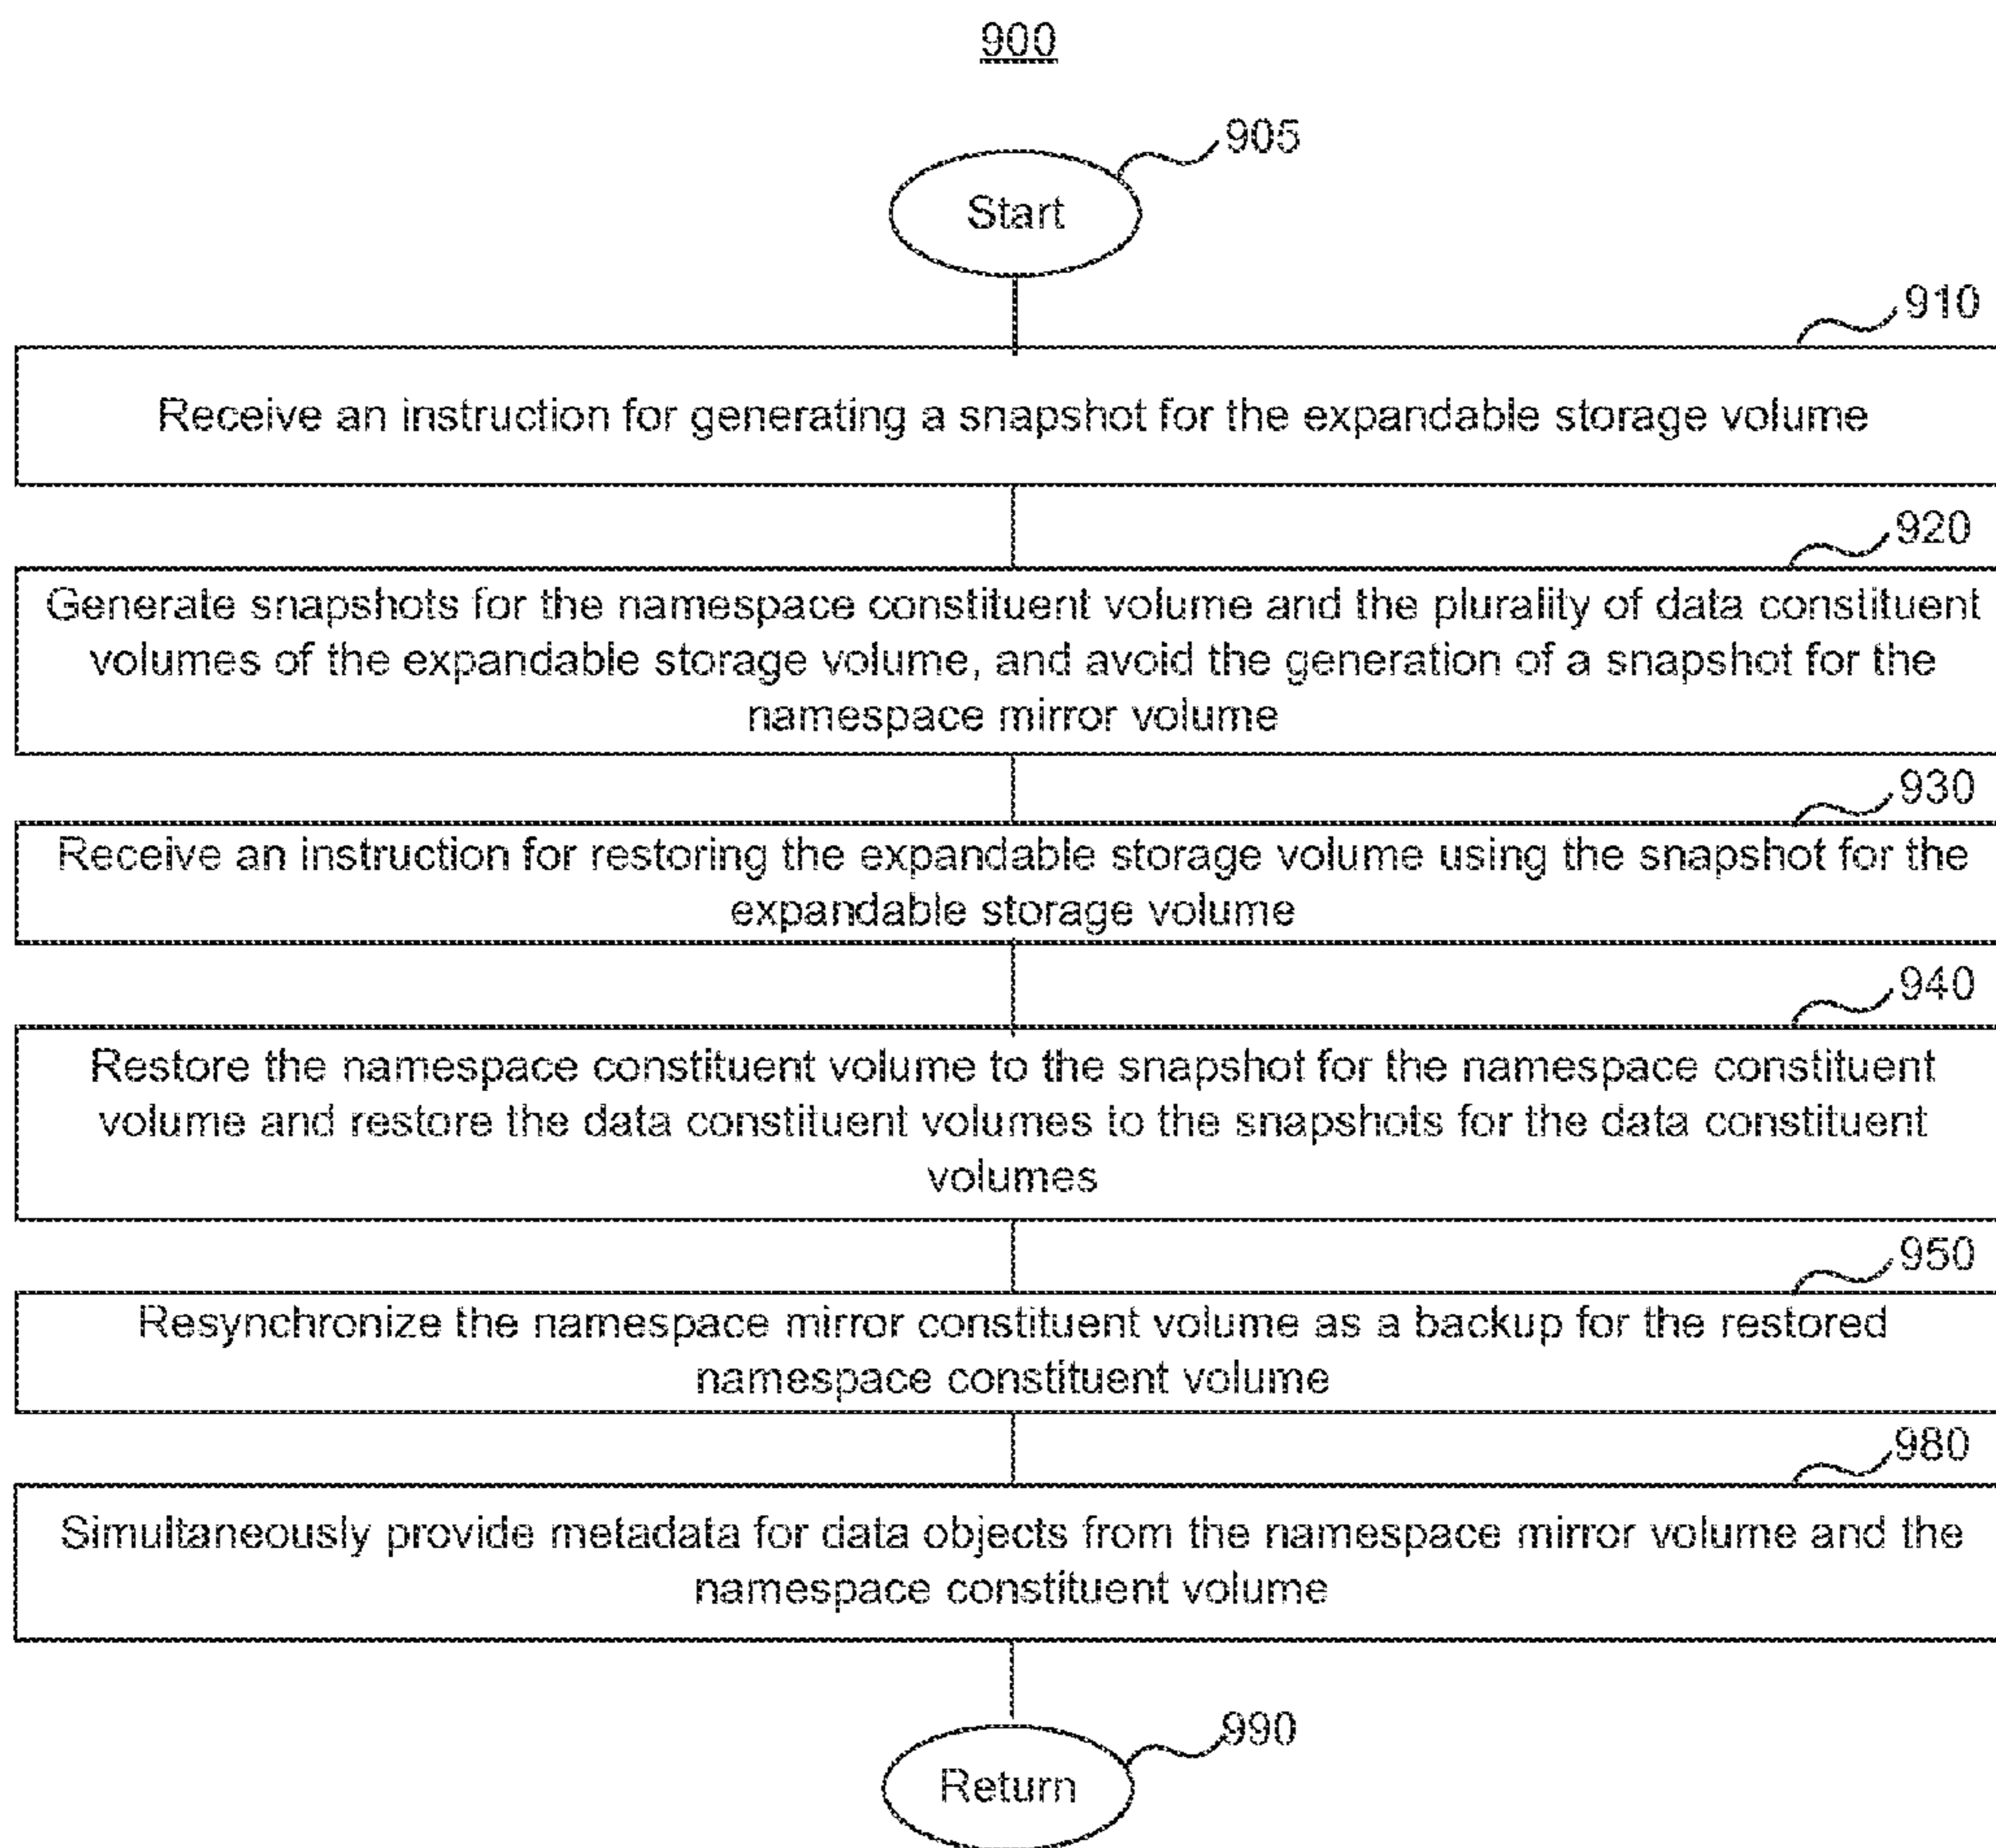 900
905
Start
910
Receive an instruction for generating a snapshot for the expandable storage volume
920
Generate snapshots for the namespace constituent volume and the plurality of data constituent
volumes of the expandable storage volume, and avoid the generation of a snapshot for the
namespace mirror volume
930
Receive an instruction for restoring the expandable storage volume using the snapshot for the
expandable storage volume
940
Restore the namespace constituent volume to the snapshot for the namespace constituent
volume and restore the data constituent volumes to the snapshots for the data constituent
volumes
950
Resynchronize the namespace mirror constituent volume as a backup for the restored
namespace constituent volume
980
Simultaneously provide metadata for data objects from the namespace mirror volume and the
namespace constituent volume
990
Return